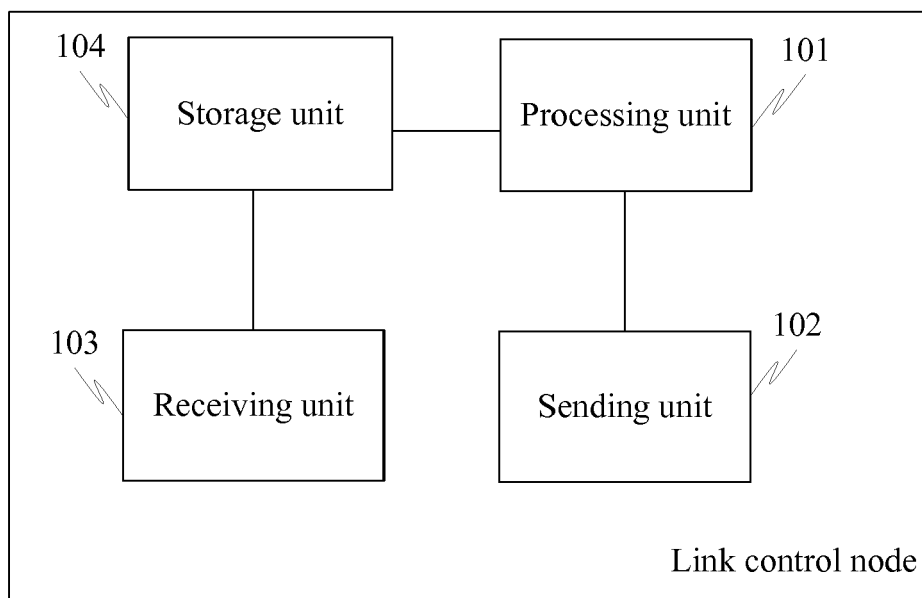 104
Storage unit
101
Processing unit
103
Receiving unit
102
Sending unit
Link control node